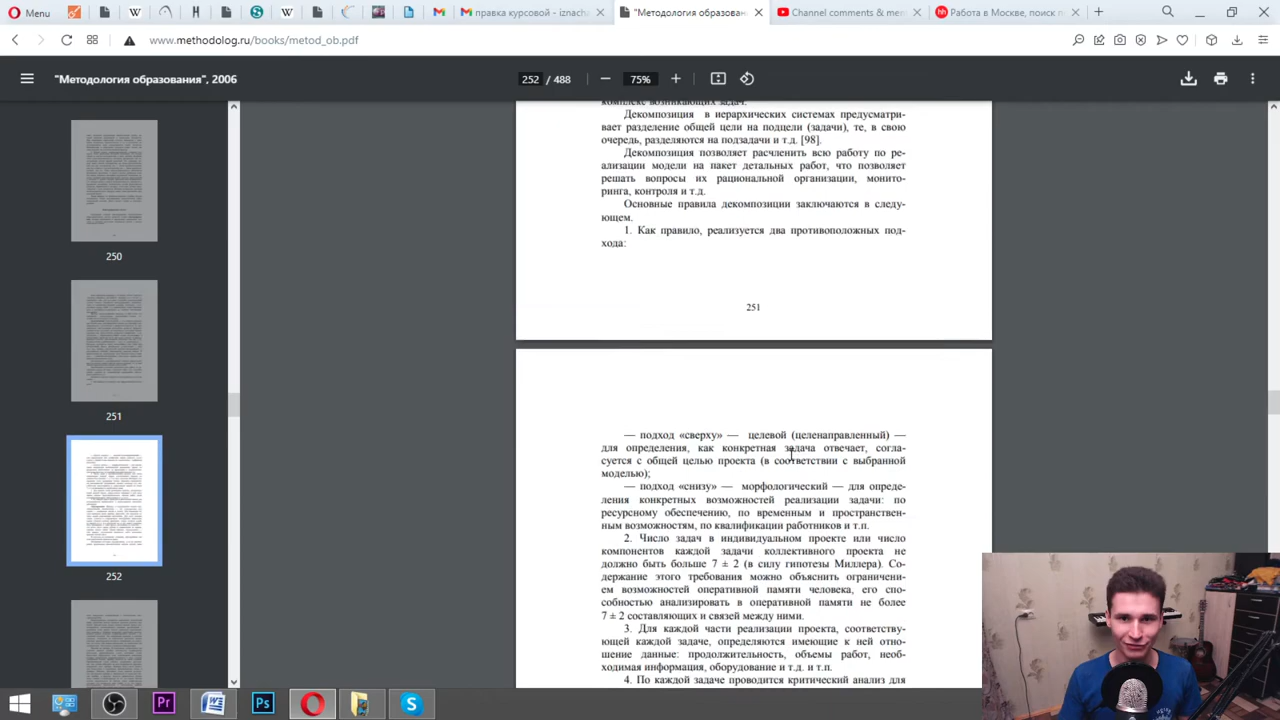 правка курсовой - iznach
"Методология образован
Channel comments & me
Работа в Москве, поиск п
www.methodolog.ru/books/metod_ob.pdf
"Методология образования", 2006
252 / 488
75%
250
251
252
комплекс возникающих задач.
Декомпозиция в иерархических системах предусматри-
вает разделение общей цели на подцели (задачи), те, в свою
очередь, разделяются на подзадачи и т.д. [98].
Декомпозиция позволяет расчленить всю работу по ре-
ализации модели на пакет детальных работ, что позволяет
решать вопросы их рациональной организации, монито-
ринга, контроля и т.д.
Основные правила декомпозиции заключаются в следу-
ющем.
1. Как правило, реализуется два противоположных под-
хода:
251
— подход «сверху» — целевой (целенаправленный) —
для определения, как конкретная задача отвечает, согла-
суется с общей целью проекта (в соответствии с выбранной
моделью);
— подход «снизу» — морфологический — для опреде-
ления конкретных возможностей реализации задачи: по
ресурсному обеспечению, по временным и пространствен-
ным возможностям, по квалификации работников и т.п.
2. Число задач в индивидуальном проекте или число
компонентов каждой задачи коллективного проекта не
должно быть больше 7 ± 2 (в силу гипотезы Миллера). Со-
держание этого требования можно объяснить ограничени-
ем возможностей оперативной памяти человека, его спо-
собностью анализировать в оперативной памяти не более
7 ± 2 составляющих и связей между ними.
3. Для каждой части реализации проекта, соответству-
ющей каждой задаче, определяются имеющие к ней отно-
шение данные: продолжительность, объемы работ, необ-
ходимая информация, оборудование и т.д. и т.п.
4. По каждой задаче проводится критический анализ для